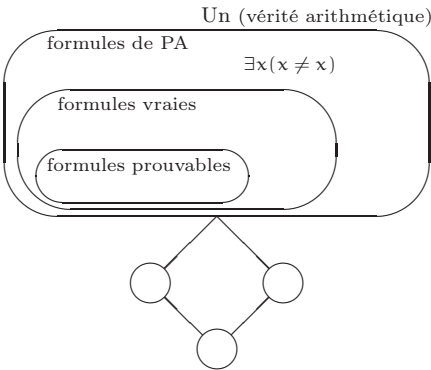 Un (vérité arithmétique)
formules de PA
∃x(x ≠ x)
formules vraies
formules prouvables